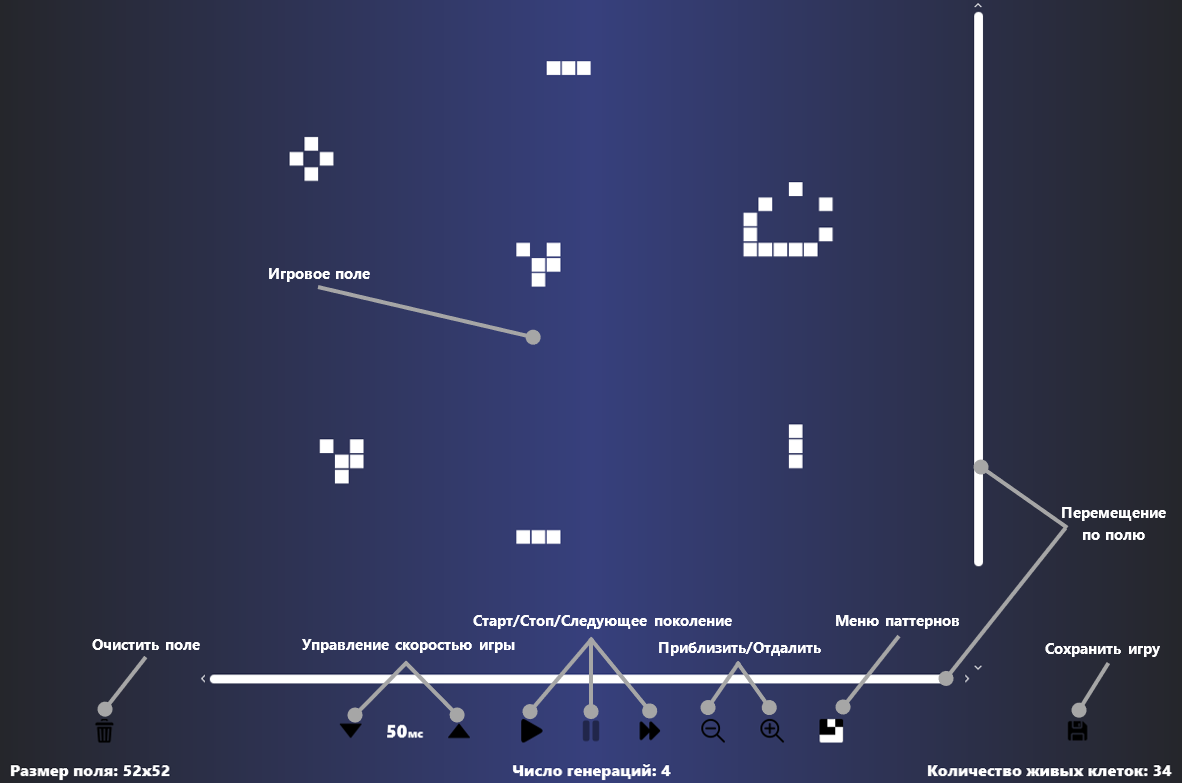 Игровое поле
Перемещение
по полю
Старт/Стоп/Следующее поколение
Меню паттернов
Очистить поле
Управление скоростью игры
Приблизить/Отдалить
Сохранить игру
50мс
Размер поля: 52x52
Число генераций: 4
Количество живых клеток: 34